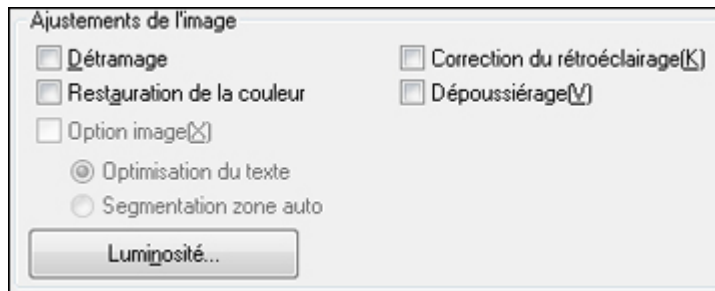 Ajustements de l'image
Détramage
Correction du rétroéclairage(K)
Restauration de la couleur
Dépoussiérage(V)
Option image(X)
Optimisation du texte
Segmentation zone auto
Luminosité...